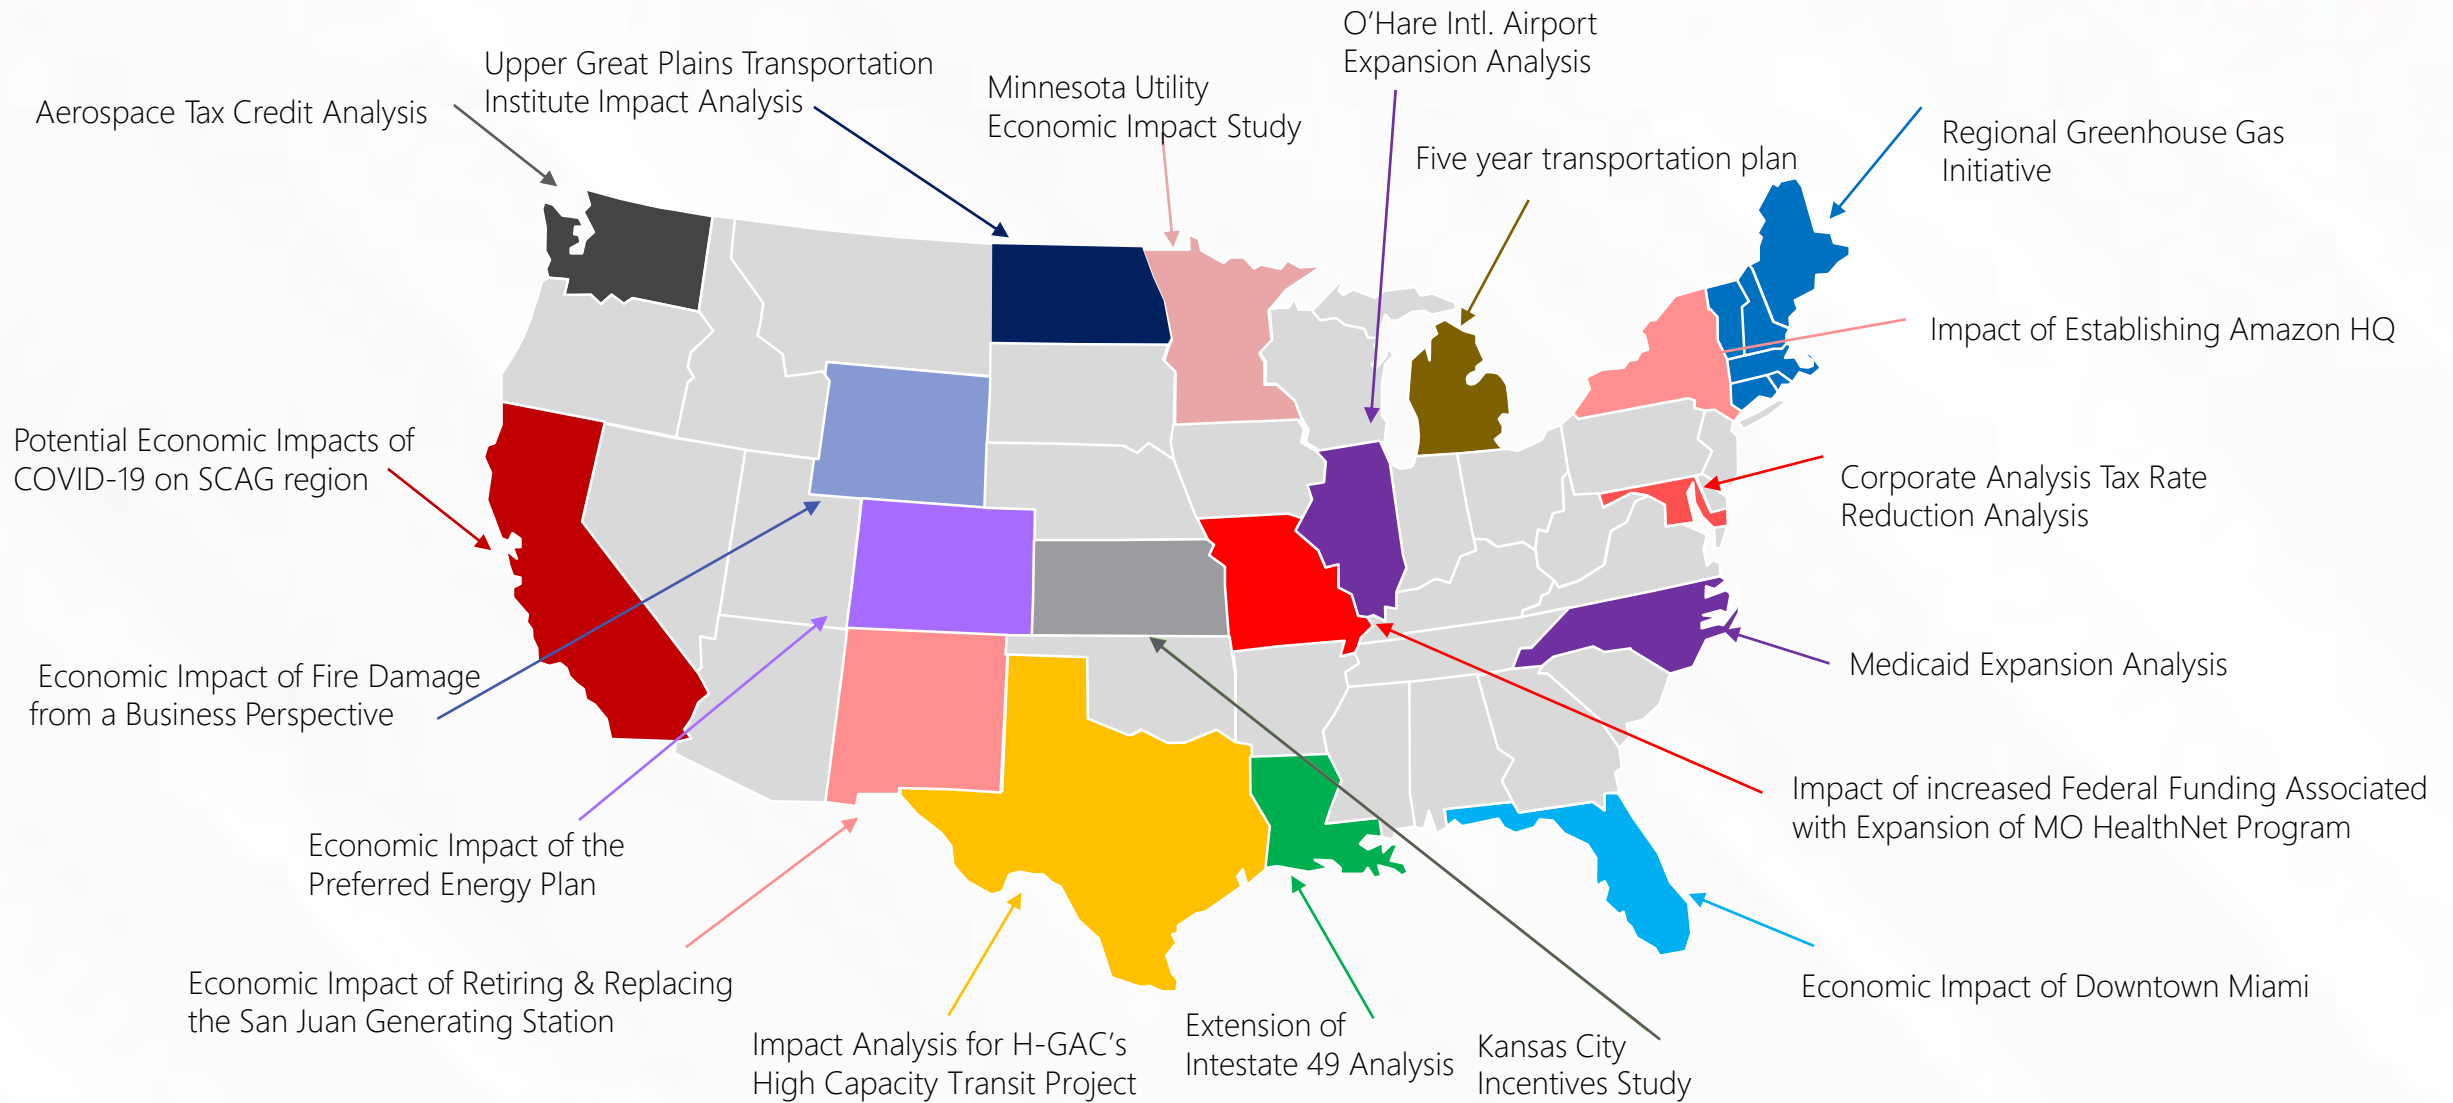 O’Hare Intl. Airport
Expansion Analysis
Upper Great Plains Transportation
Institute Impact Analysis
Minnesota Utility
Economic Impact Study
Aerospace Tax Credit Analysis
Five year transportation plan
Regional Greenhouse Gas
Initiative
Impact of Establishing Amazon HQ
Potential Economic Impacts of
COVID-19 on SCAG region
Corporate Analysis Tax Rate
Reduction Analysis
Economic Impact of Fire Damage
from a Business Perspective
Medicaid Expansion Analysis
Impact of increased Federal Funding Associated
with Expansion of MO HealthNet Program
Economic Impact of the
Preferred Energy Plan
Economic Impact of Retiring & Replacing
the San Juan Generating Station
Economic Impact of Downtown Miami
Impact Analysis for H-GAC’s
High Capacity Transit Project
Extension of
Intestate 49 Analysis
Kansas City
Incentives Study